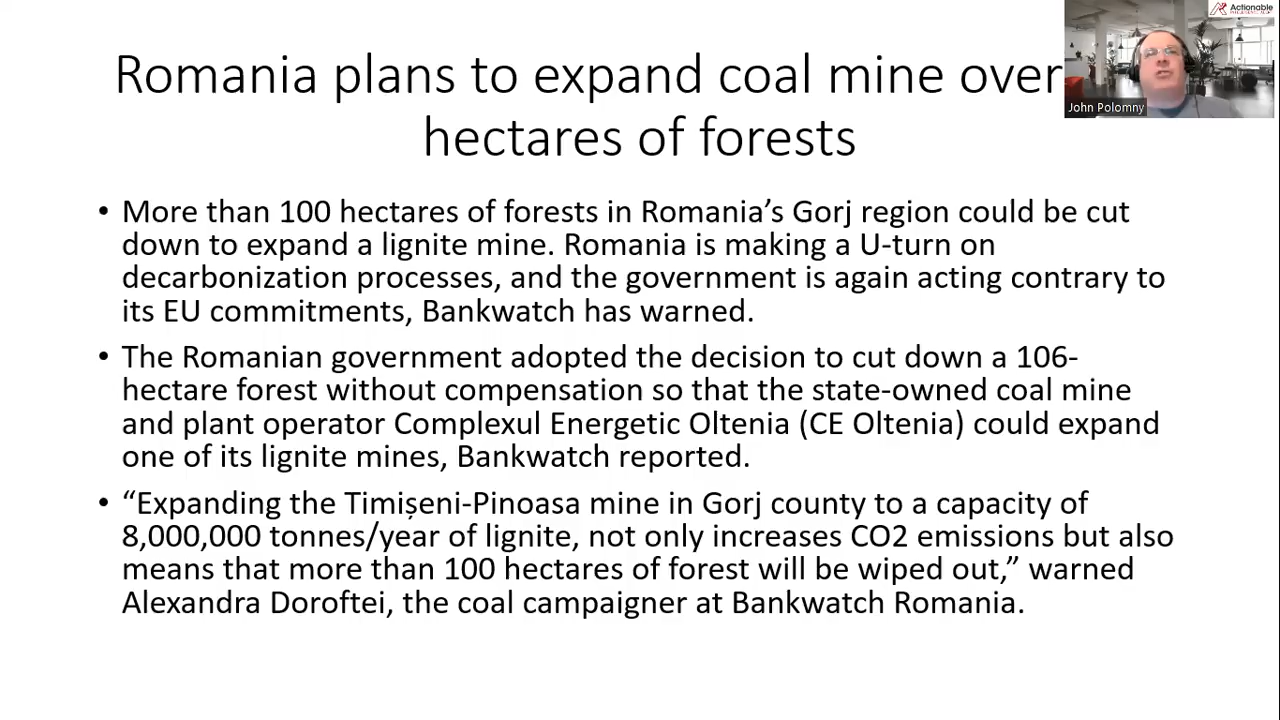 Romania plans to expand coal mine over
hectares of forests
Actionable
John Polomny
• More than 100 hectares of forests in Romania’s Gorj region could be cut
down to expand a lignite mine. Romania is making a U-turn on
decarbonization processes, and the government is again acting contrary to
its EU commitments, Bankwatch has warned.
• The Romanian government adopted the decision to cut down a 106-
hectare forest without compensation so that the state-owned coal mine
and plant operator Complexul Energetic Oltenia (CE Oltenia) could expand
one of its lignite mines, Bankwatch reported.
• “Expanding the Timișeni-Pinoasa mine in Gorj county to a capacity of
8,000,000 tonnes/year of lignite, not only increases CO2 emissions but also
means that more than 100 hectares of forest will be wiped out,” warned
Alexandra Doroftei, the coal campaigner at Bankwatch Romania.